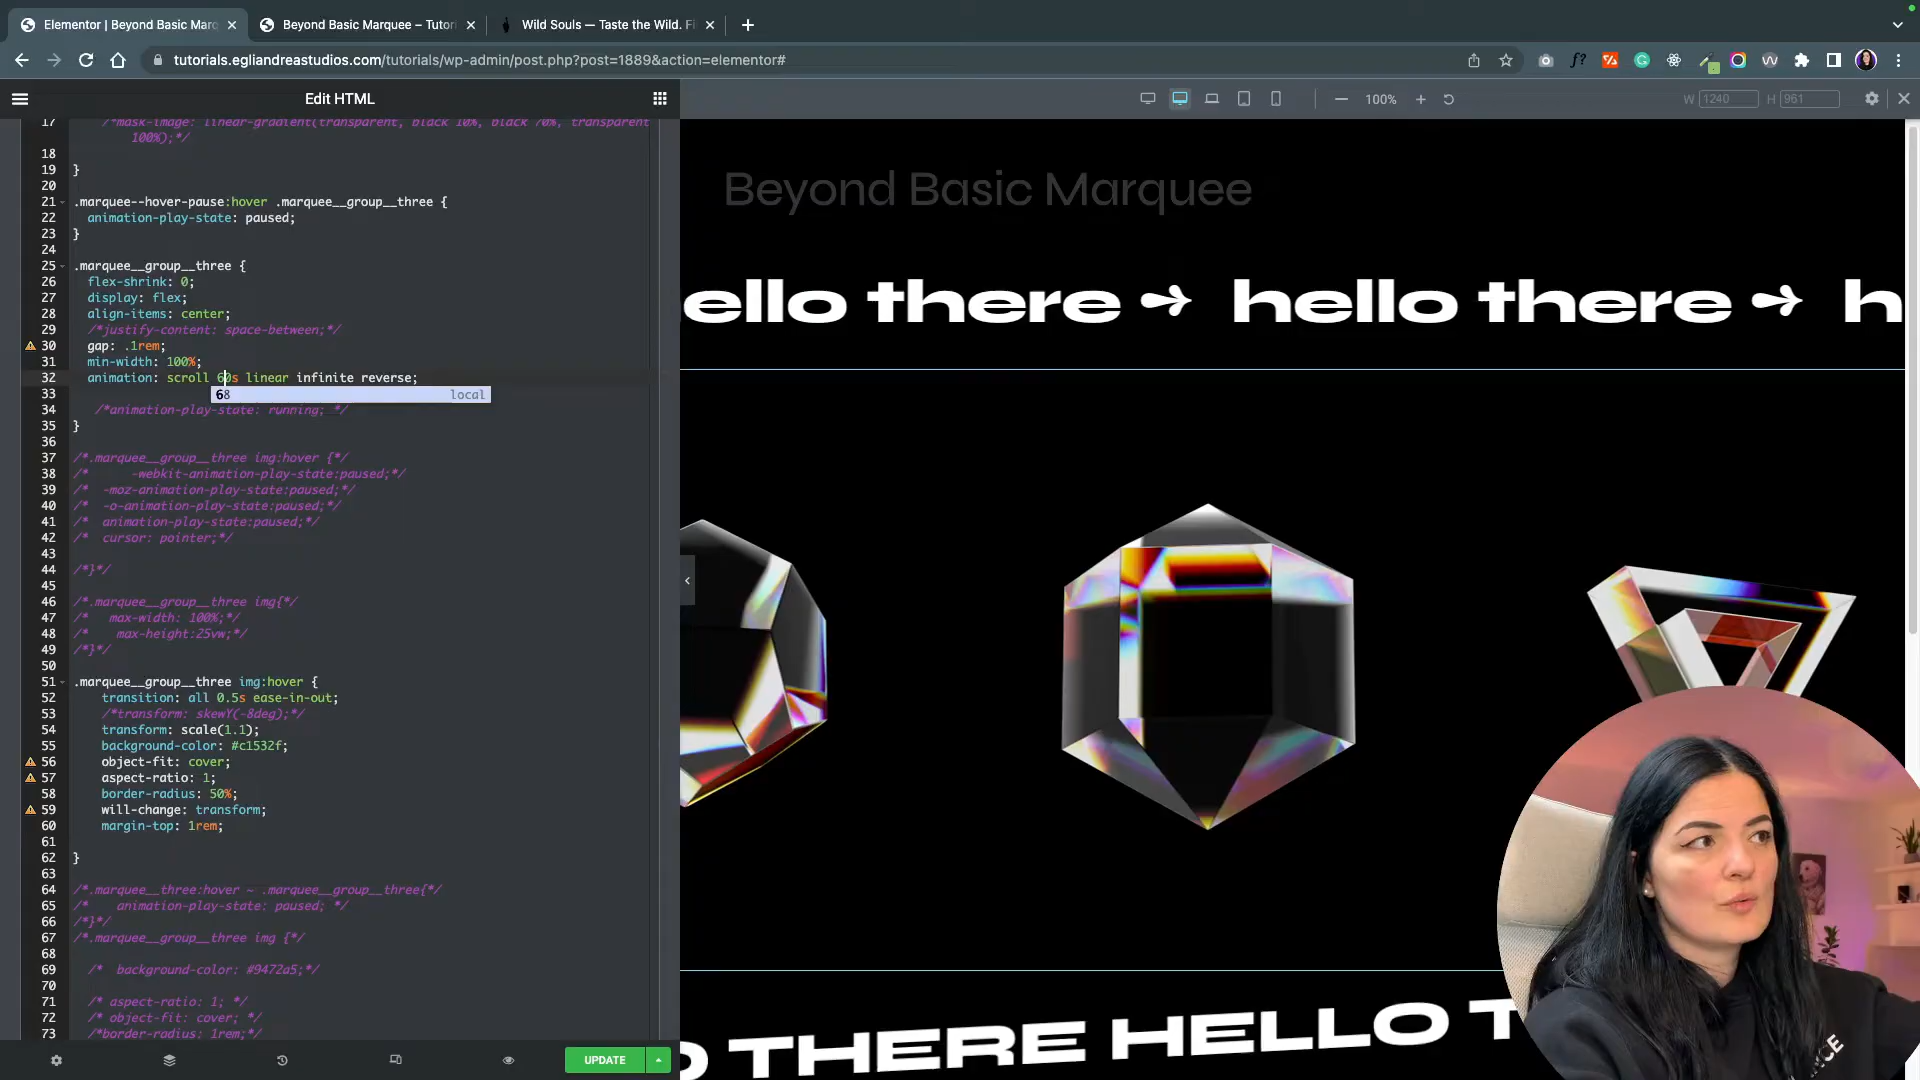 Elementor | Beyond Basic Marq
Beyond Basic Marquee – Tutori
Wild Souls — Taste the Wild. Fi
tutorials.egliandreastudios.com/tutorials/wp-admin/post.php?post=1889&action=elementor#
Edit HTML
100%
W 1240 H 961
17 /*mask-image: linear-gradient(transparent, black 10%, black 70%, transparent
100%);*/
18
19 }
20
21 .marquee--hover-pause:hover .marquee__group__three {
22 animation-play-state: paused;
23 }
24
25 .marquee__group__three {
26 flex-shrink: 0;
27 display: flex;
28 align-items: center;
29 /*justify-content: space-between;*/
30 gap: .1rem;
31 min-width: 100%;
32 animation: scroll 60s linear infinite reverse;
33 68 local
34 /*animation-play-state: running; */
35 }
36
37 /*.marquee__group__three img:hover {*/
38 /* -webkit-animation-play-state:paused;*/
39 /* -moz-animation-play-state:paused;*/
40 /* -o-animation-play-state:paused;*/
41 /* animation-play-state:paused;*/
42 /* cursor: pointer;*/
43
44 /*}*/
45
46 /*.marquee__group__three img{*/
47 /* max-width: 100%;*/
48 /* max-height:25vw;*/
49 /*}*/
50
51 .marquee__group__three img:hover {
52 transition: all 0.5s ease-in-out;
53 /*transform: skewY(-8deg);*/
54 transform: scale(1.1);
55 background-color: #c1532f;
56 object-fit: cover;
57 aspect-ratio: 1;
58 border-radius: 50%;
59 will-change: transform;
60 margin-top: 1rem;
61
62 }
63
64 /*.marquee__three:hover ~ .marquee__group__three{*/
65 /* animation-play-state: paused; */
66 /*}*/
67 /*.marquee__group__three img {*/
68
69 /* background-color: #9472a5;*/
70
71 /* aspect-ratio: 1; */
72 /* object-fit: cover; */
73 /*border-radius: 1rem;*/
UPDATE
Beyond Basic Marquee
ello there → hello there → h
O THERE HELLO T